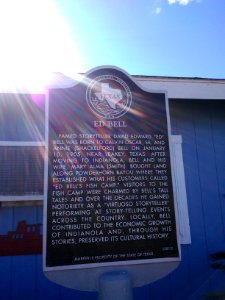 TEXAS
ED BELL
FAMED STORYTELLER DAVID EDWARD "ED"
BELL WAS BORN TO CALVIN OSCAR, SR. AND
ANNIE (SHACKLEFORD) BELL ON JANUARY
1905 NEAR LEAKEY, TEXAS. AFTER
MOVING TO INDIANOLA, BELL AND HIS
WIFE MARY ALMA (SMITH) BOUGHT LAND
ALONG POWDERHORN BAYOU WHERE THEY
ESTABLISHED WHAT HIS CUSTOMERS CALLED
"ED BELL'S FISH CAMP." VISITORS TO THE
FISH CAMP WERE CHARMED BY BELL'S TALL
TALES AND OVER THE DECADES HE GAINED
NOTORIETY AS A "VIRTUOSO STORYTELLER,"
PERFORMING AT STORY-TELLING EVENTS
ACROSS THE COUNTRY. LOCALLY, BELL
CONTRIBUTED TO THE ECONOMIC GROWTH
OF INDIANOLA AND, THROUGH HIS
STORIES, PRESERVED ITS CULTURAL HISTORY.
MARKER IS PROPERTY OF THE STATE OF TEXAS